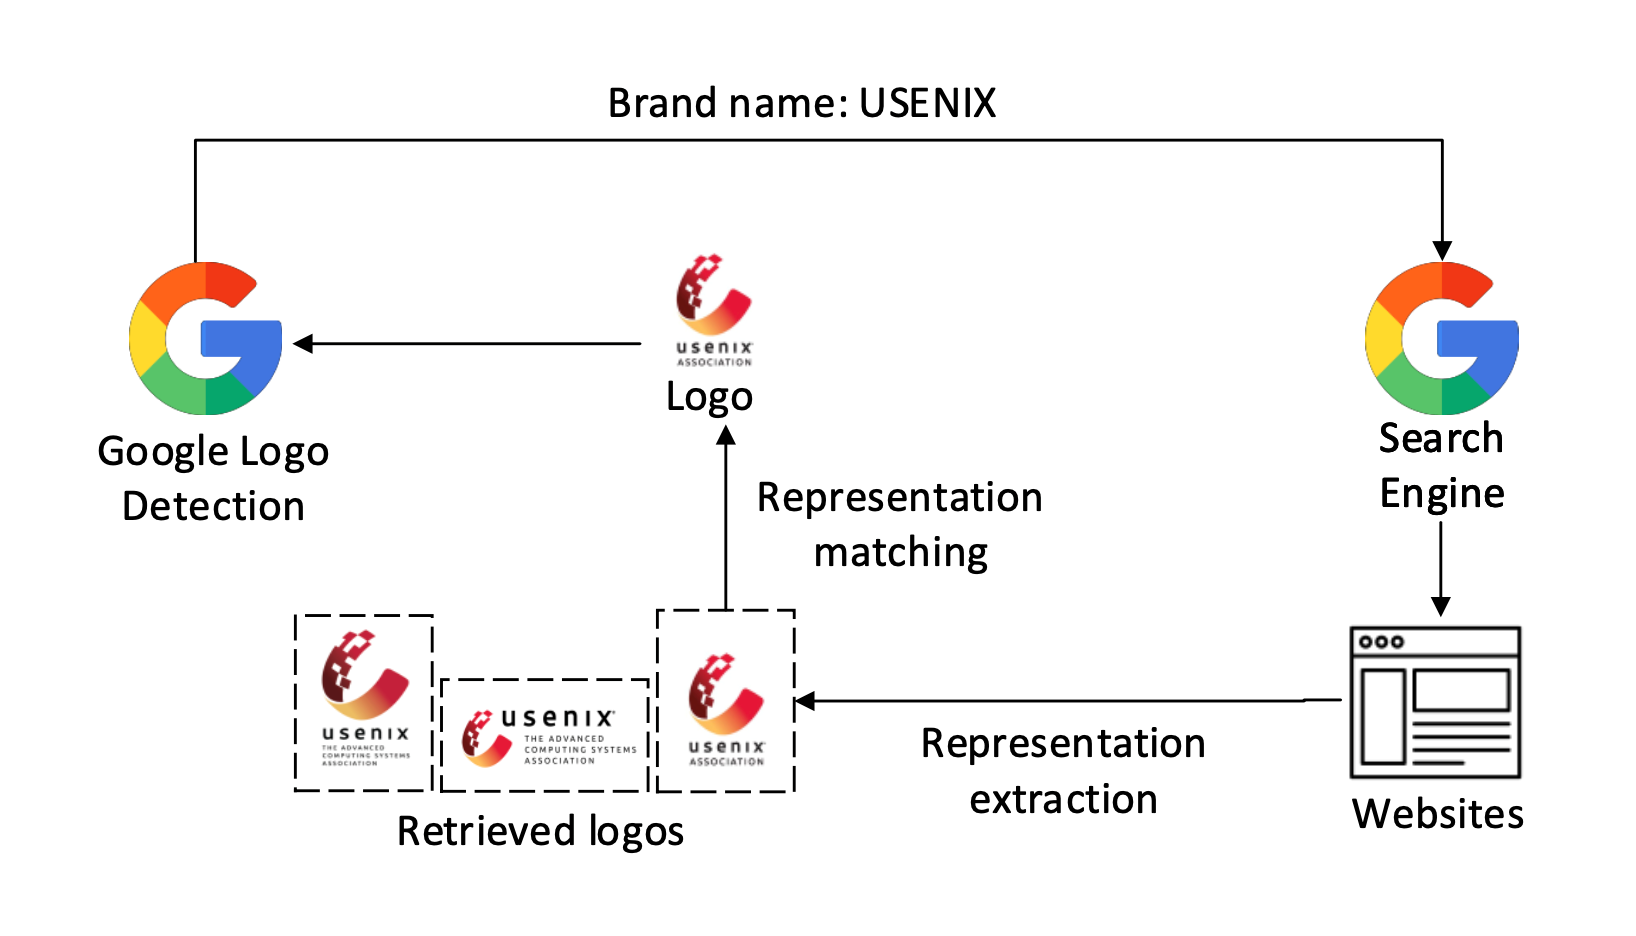 Brand name: USENIX
usenix
ASSOCIATION
Logo
Google Logo
Detection
Search
Engine
Representation
matching
usenix
THE ADVANCED
COMPUTING SYSTEMS
ASSOCIATION
usenix
THE ADVANCED
COMPUTING SYSTEMS
ASSOCIATION
usenix
ASSOCIATION
Retrieved logos
Representation
extraction
Websites